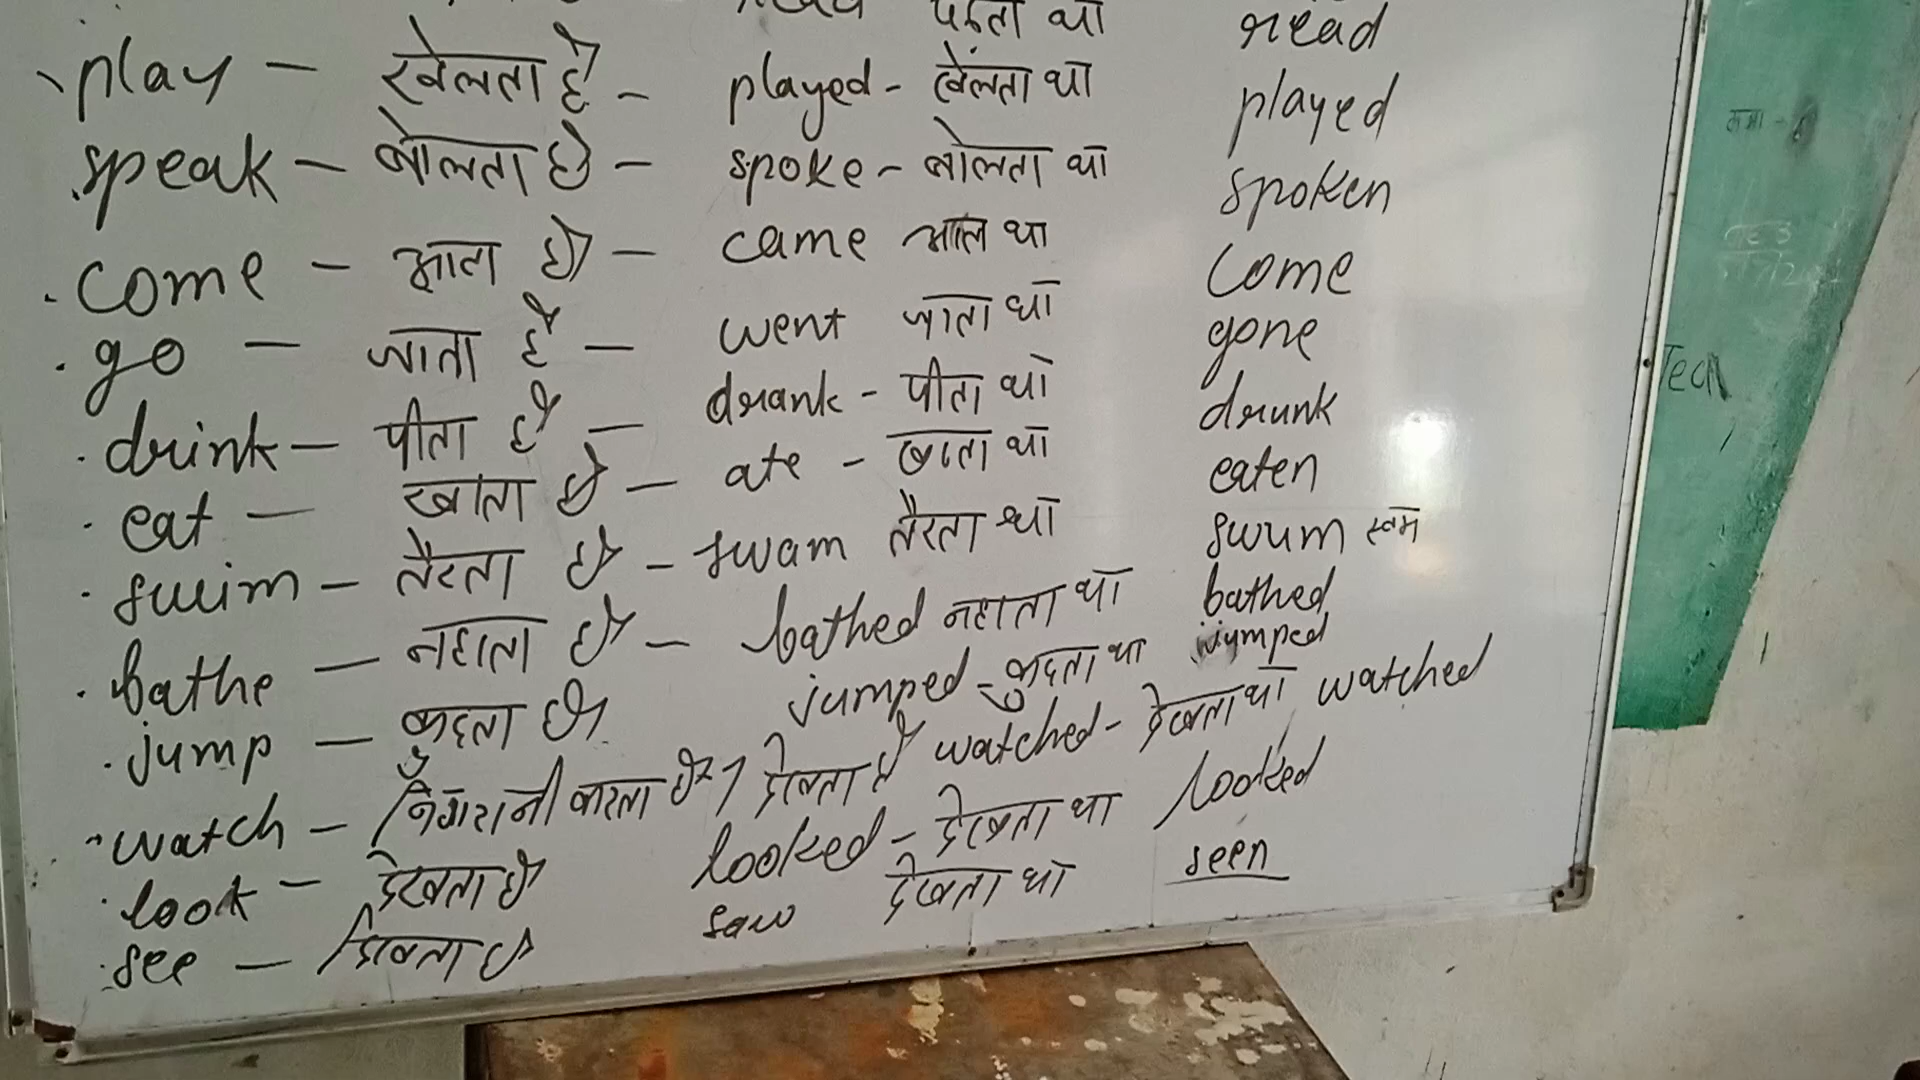 पढ़ता था read
play – खेलता है – played - खेलता था played
speak – बोलता है – spoke - बोलता था spoken
come – आता है – came आता था come
go – जाता है – went जाता था gone
drink – पीता है – drank - पीता था drunk
eat – खाता है – ate - खाता था eaten
swim – तैरता है – swam तैरता था swum स्वम
bathe – नहाता है – bathed नहाता था bathed
jump – कुदता है jumped - कुदता था jumped
watch – निगरानी करता है देखता है watched - देखता था watched
look – देखता है looked - देखता था looked
see – दिखता है saw देखता था seen
Tech